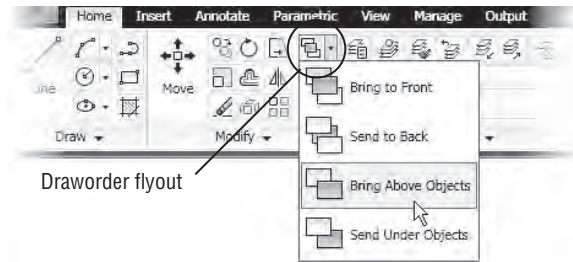 Home Insert Annotate Parametric View Manage Output
Move
Draw Modify
Bring to Front
Send to Back
Bring Above Objects
Send Under Objects
Draworder flyout